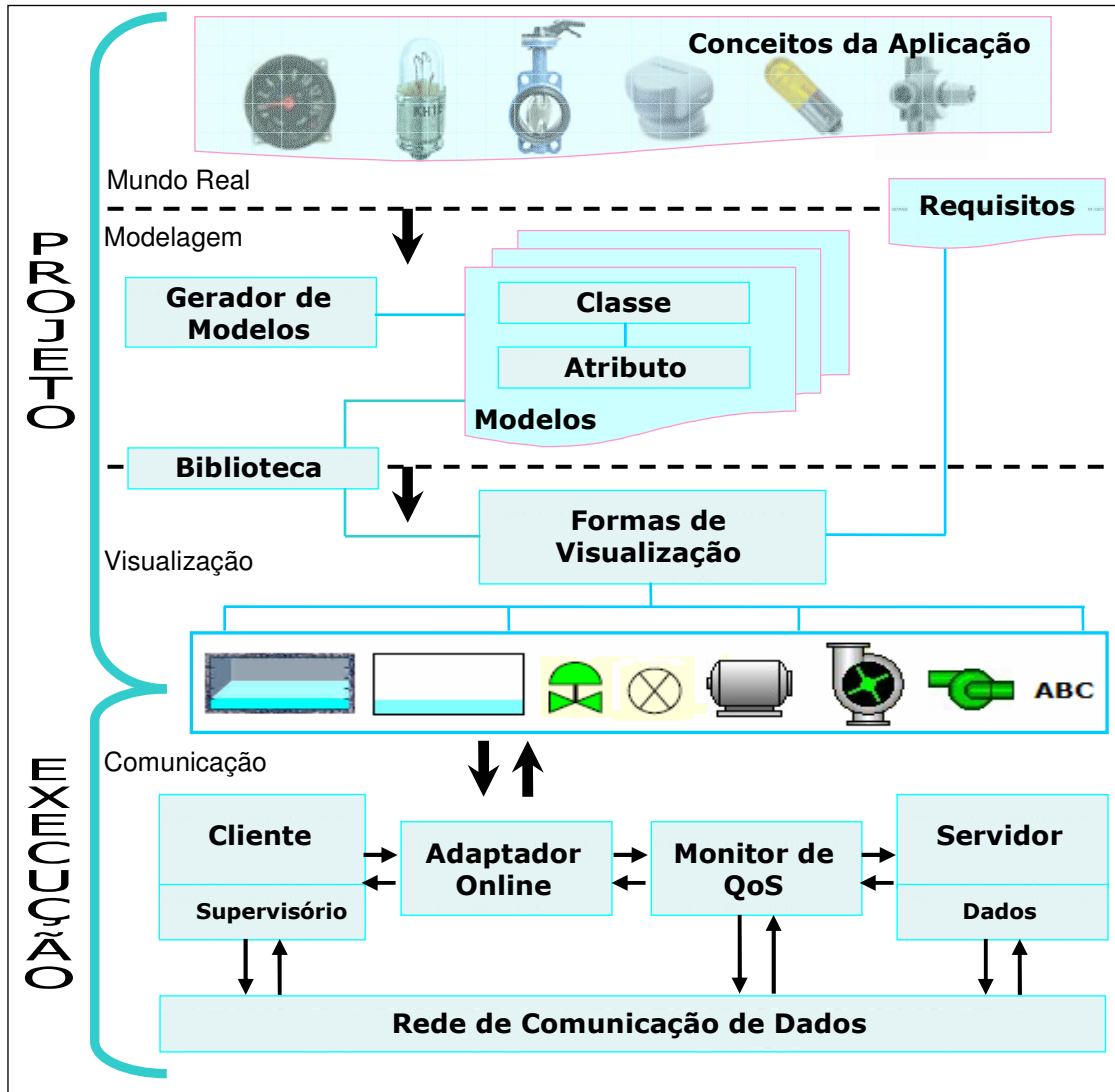 PROJETO
EXECUÇÃO
Conceitos da Aplicação
Mundo Real
Requisitos
Modelagem
Gerador de
Modelos
Classe
Atributo
Modelos
Biblioteca
Formas de
Visualização
Visualização
ABC
Comunicação
Cliente
Supervisório
Adaptador
Online
Monitor de
QoS
Servidor
Dados
Rede de Comunicação de Dados